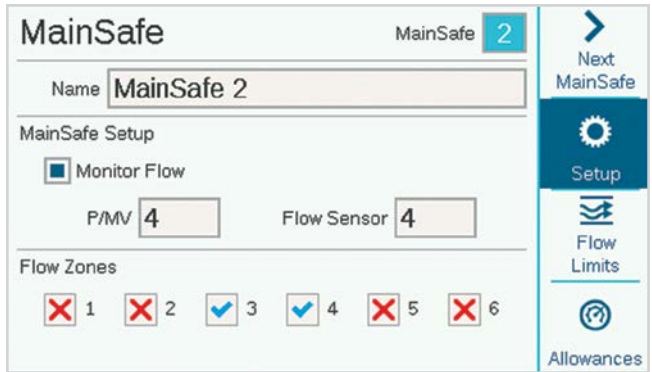 MainSafe
MainSafe 2
Name MainSafe 2
MainSafe Setup
Monitor Flow
P/MV 4 Flow Sensor 4
Flow Zones
1 2 3 4 5 6
Next
MainSafe
Setup
Flow
Limits
Allowances